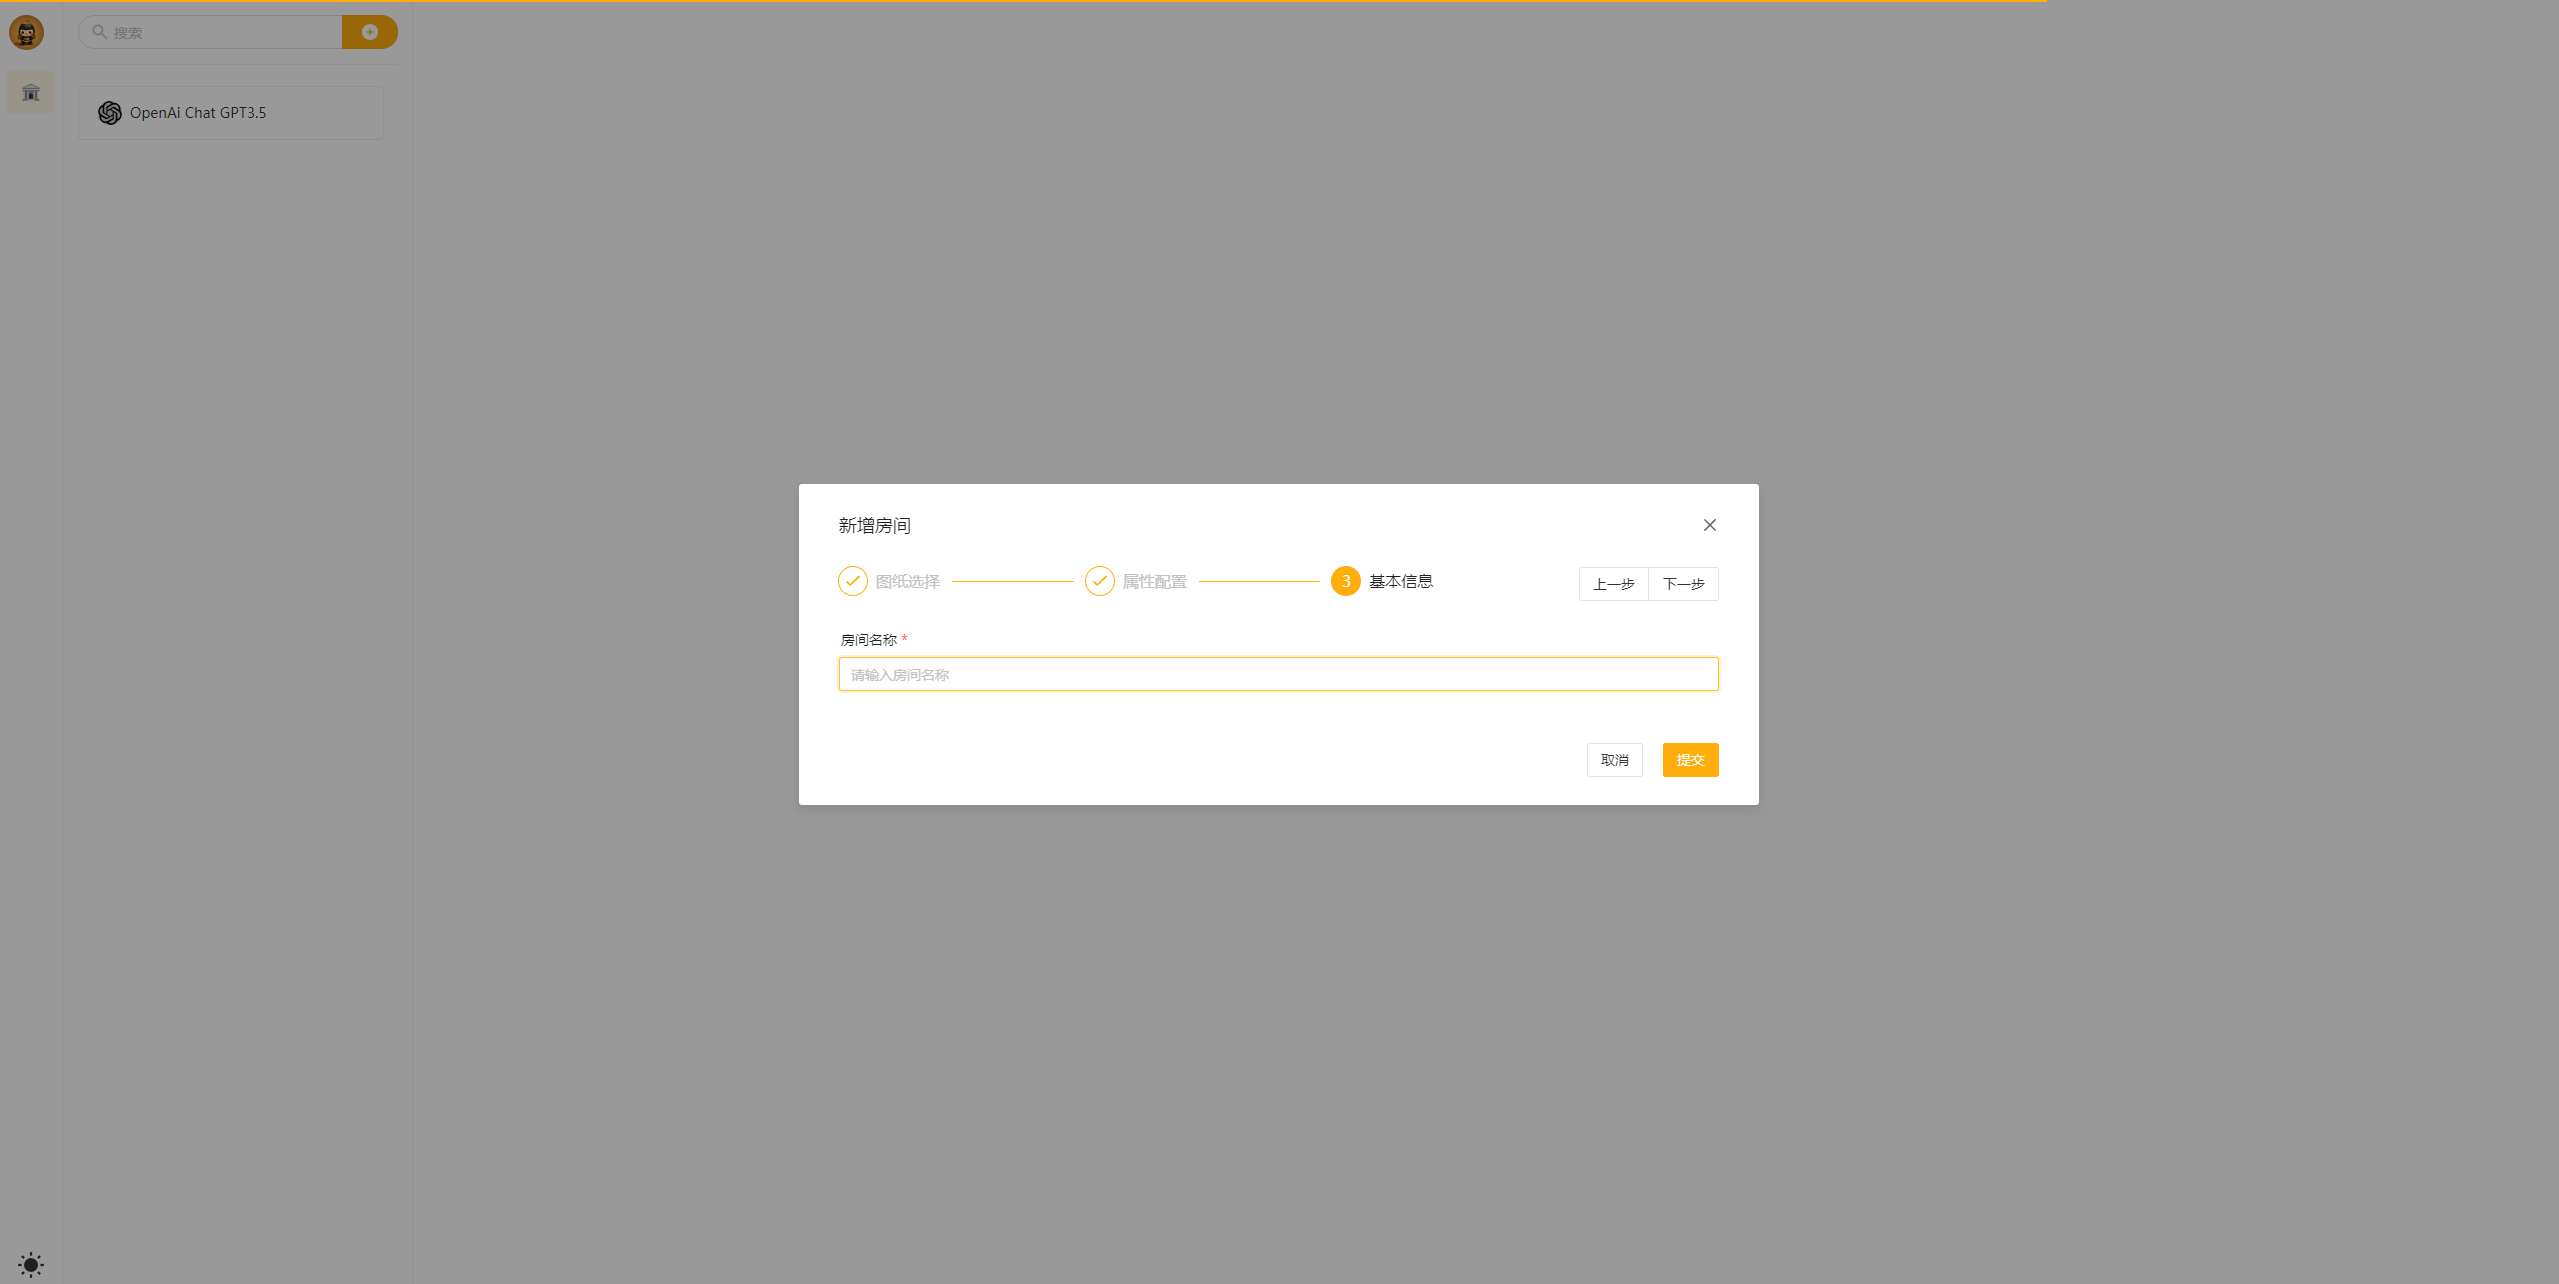 搜索
OpenAi Chat GPT3.5
新增房间
图纸选择
属性配置
3 基本信息
上一步 下一步
房间名称 *
请输入房间名称
取消 提交